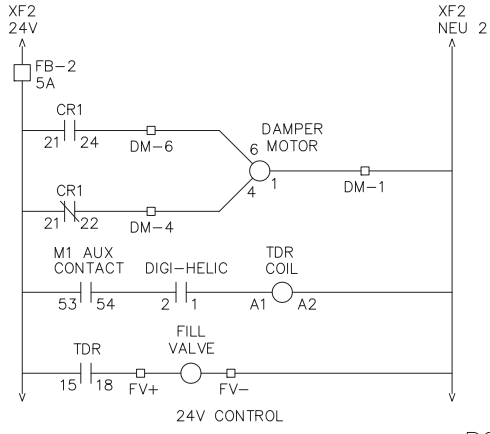 XF2 XF2
24V NEU 2
FB-2
5A
CR1
21 24 DM-6
DAMPER
MOTOR
6
4 1
DM-1
CR1
21 22 DM-4
M1 AUX
CONTACT DIGI-HELIC
TDR
COIL
53 54 2 1 A1 A2
TDR
FILL
VALVE
15 18 FV+ FV-
24V CONTROL